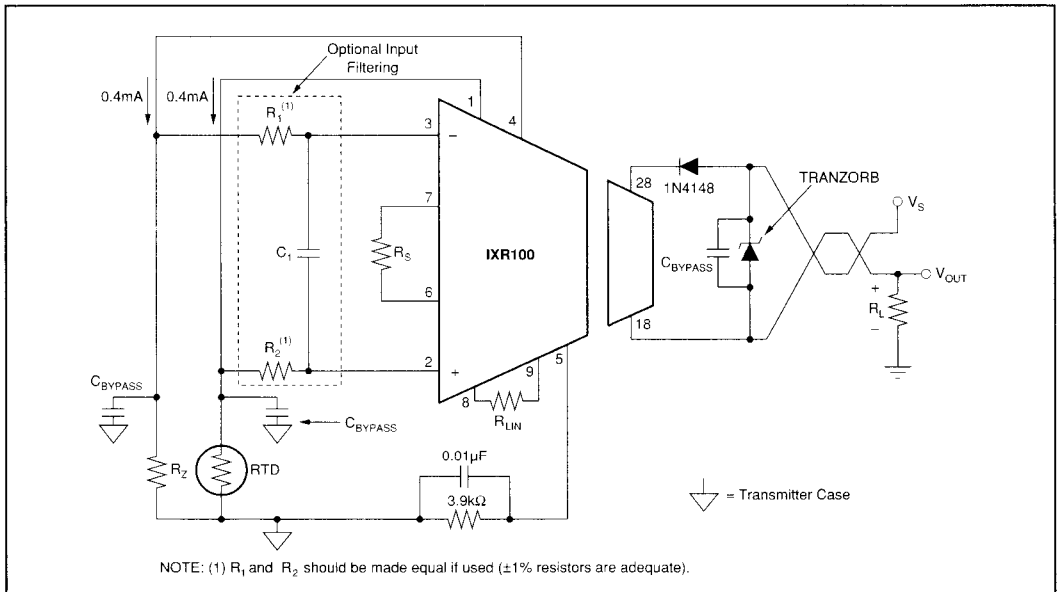 Optional Input
Filtering
0.4mA
0.4mA
R1(1)
1
4
3
−
7
RS
C1
IXR100
6
R2(1)
2
+
5
9
8
RLIN
28
1N4148
TRANZORB
CBYPASS
18
VS
VOUT
+
RL
−
CBYPASS
CBYPASS
RZ
RTD
0.01µF
3.9kΩ
= Transmitter Case
NOTE: (1) R1 and R2 should be made equal if used (±1% resistors are adequate).